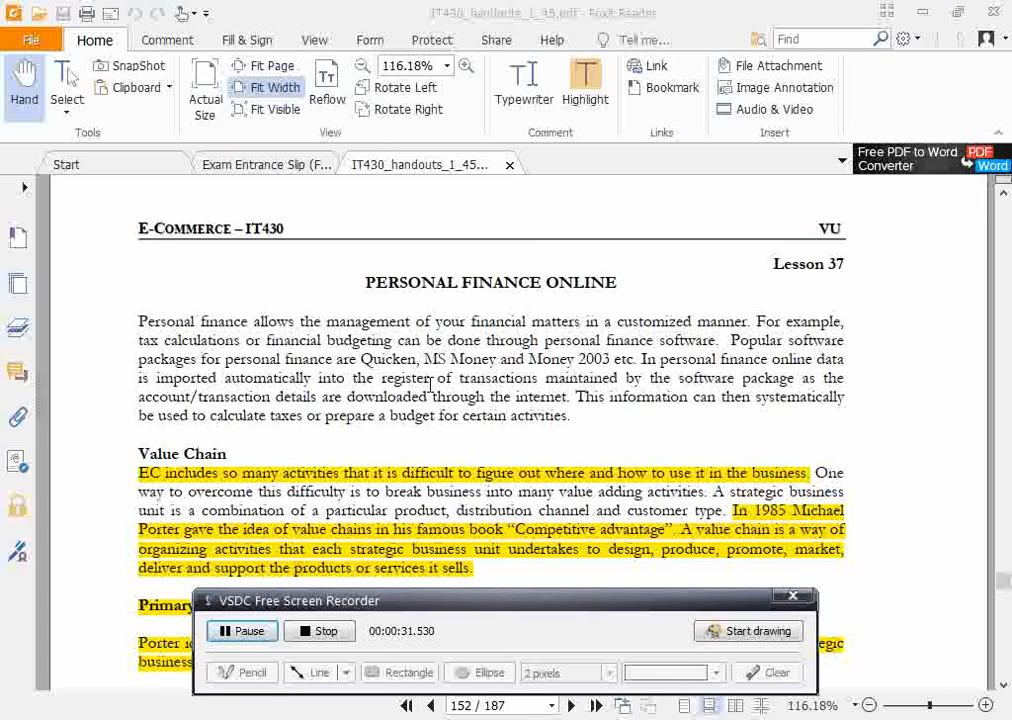 IT430_handouts_1_45.pdf - Foxit Reader
File Home Comment Fill & Sign View Form Protect Share Help Tell me... Find
Hand
Select
SnapShot
Clipboard
Tools
Actual Size
Fit Page
Fit Width
Fit Visible
Reflow
116.18%
Rotate Left
Rotate Right
View
Typewriter
Highlight
Comment
Link
Bookmark
Links
File Attachment
Image Annotation
Audio & Video
Insert
Start Exam Entrance Slip (F... IT430_handouts_1_45...
Free PDF to Word Converter
PDF
Word
E-COMMERCE – IT430 VU
Lesson 37
PERSONAL FINANCE ONLINE
Personal finance allows the management of your financial matters in a customized manner. For example,
tax calculations or financial budgeting can be done through personal finance software. Popular software
packages for personal finance are Quicken, MS Money and Money 2003 etc. In personal finance online data
is imported automatically into the register of transactions maintained by the software package as the
account/transaction details are downloaded through the internet. This information can then systematically
be used to calculate taxes or prepare a budget for certain activities.
Value Chain
EC includes so many activities that it is difficult to figure out where and how to use it in the business. One
way to overcome this difficulty is to break business into many value adding activities. A strategic business
unit is a combination of a particular product, distribution channel and customer type. In 1985 Michael
Porter gave the idea of value chains in his famous book “Competitive advantage”. A value chain is a way of
organizing activities that each strategic business unit undertakes to design, produce, promote, market,
deliver and support the products or services it sells.
Primary
Porter
business
VSDC Free Screen Recorder
Pause Stop 00:00:31.530 Start drawing
Pencil Line Rectangle Ellipse 2 pixels Clear
152 / 187 116.18%